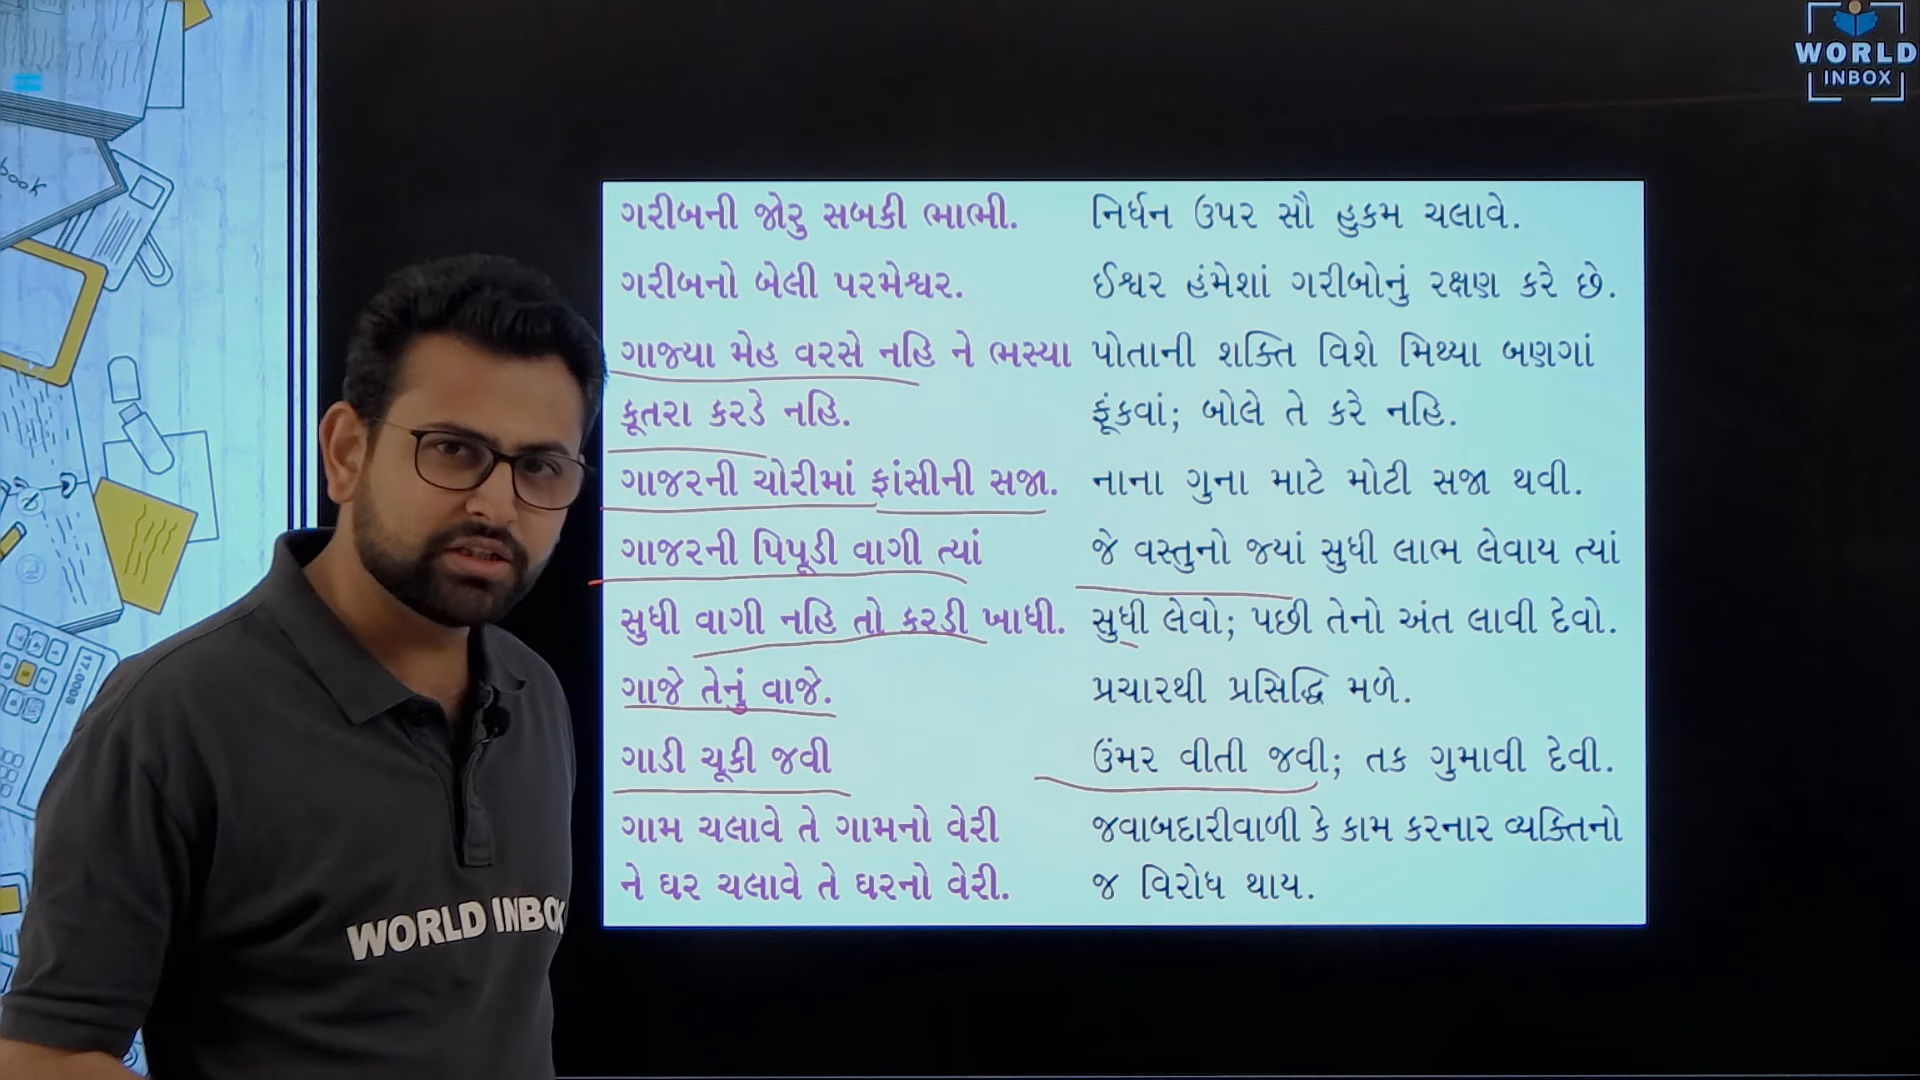 WORLD
INBOX
book
ગરીબની જોરુ સબકી ભાભી. નિર્ધન ઉપર સૌ હુકમ ચલાવે.
ગરીબનો બેલી પરમેશ્વર. ઈશ્વર હંમેશાં ગરીબોનું રક્ષણ કરે છે.
ગાજ્યા મેહ વરસે નહિ ને ભસ્યા પોતાની શક્તિ વિશે મિથ્યા બણગાં
કૂતરા કરડે નહિ. ફૂંકવાં; બોલે તે કરે નહિ.
ગાજરની ચોરીમાં ફાંસીની સજા. નાના ગુના માટે મોટી સજા થવી.
ગાજરની પિપૂડી વાગી ત્યાં જે વસ્તુનો જ્યાં સુધી લાભ લેવાય ત્યાં
સુધી વાગી નહિ તો કરડી ખાધી. સુધી લેવો; પછી તેનો અંત લાવી દેવો.
ગાજે તેનું વાજે. પ્રચારથી પ્રસિદ્ધિ મળે.
ગાડી ચૂકી જવી ઉંમર વીતી જવી; તક ગુમાવી દેવી.
ગામ ચલાવે તે ગામનો વેરી જવાબદારીવાળી કે કામ કરનાર વ્યક્તિનો
ને ઘર ચલાવે તે ઘરનો વેરી. જ વિરોધ થાય.
WORLD INBOX